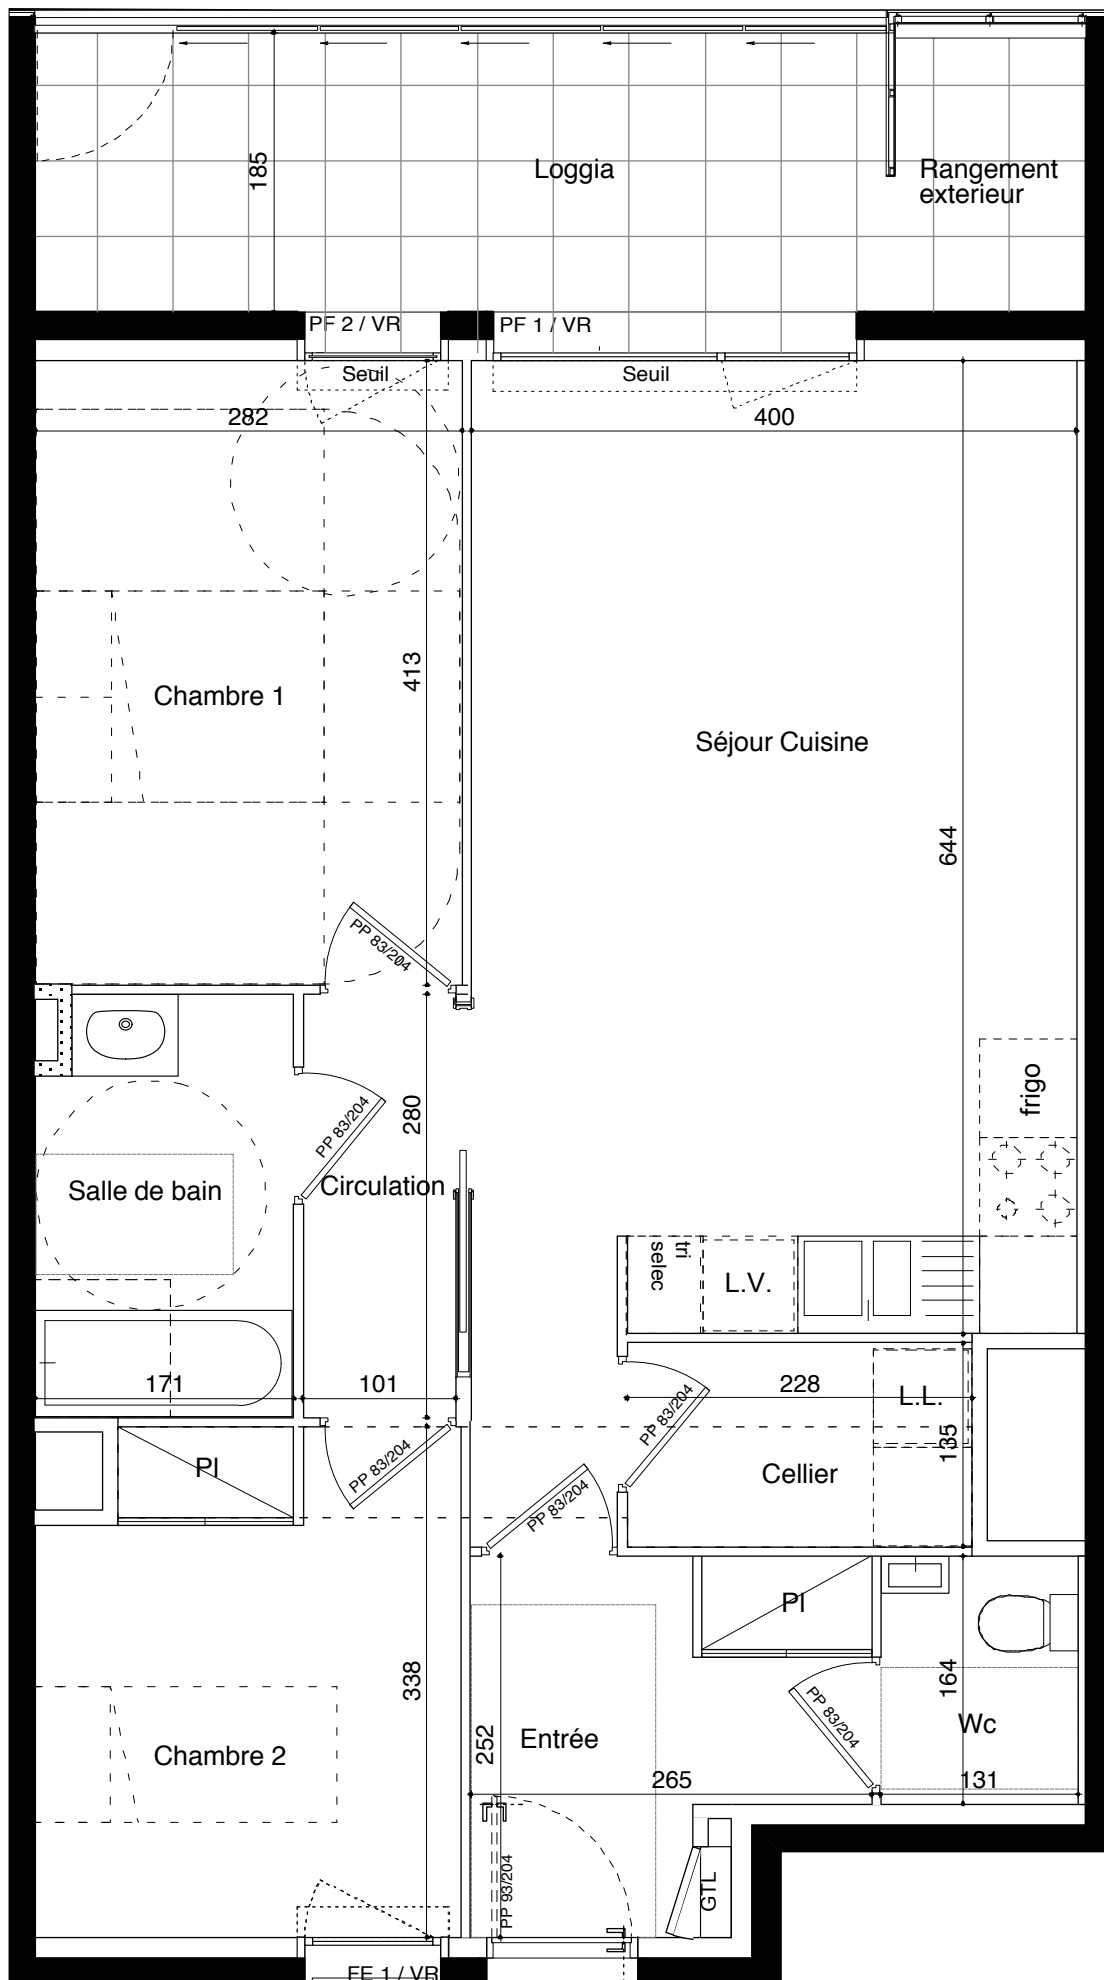 185
Loggia
Rangement
exterieur
PF 2 / VR
PF 1 / VR
Seuil
Seuil
282
400
413
Chambre 1
Séjour Cuisine
644
PP 83/204
frigo
280
PP 83/204
Salle de bain
Circulation
tri
selec
L.V.
171
101
228
L.L.
PP 83/204
135
Pl
PP 83/204
Cellier
PP 83/204
Pl
338
164
252
Entrée
PP 83/204
Wc
Chambre 2
265
131
PP 93/204
GTL
FE 1 / VR